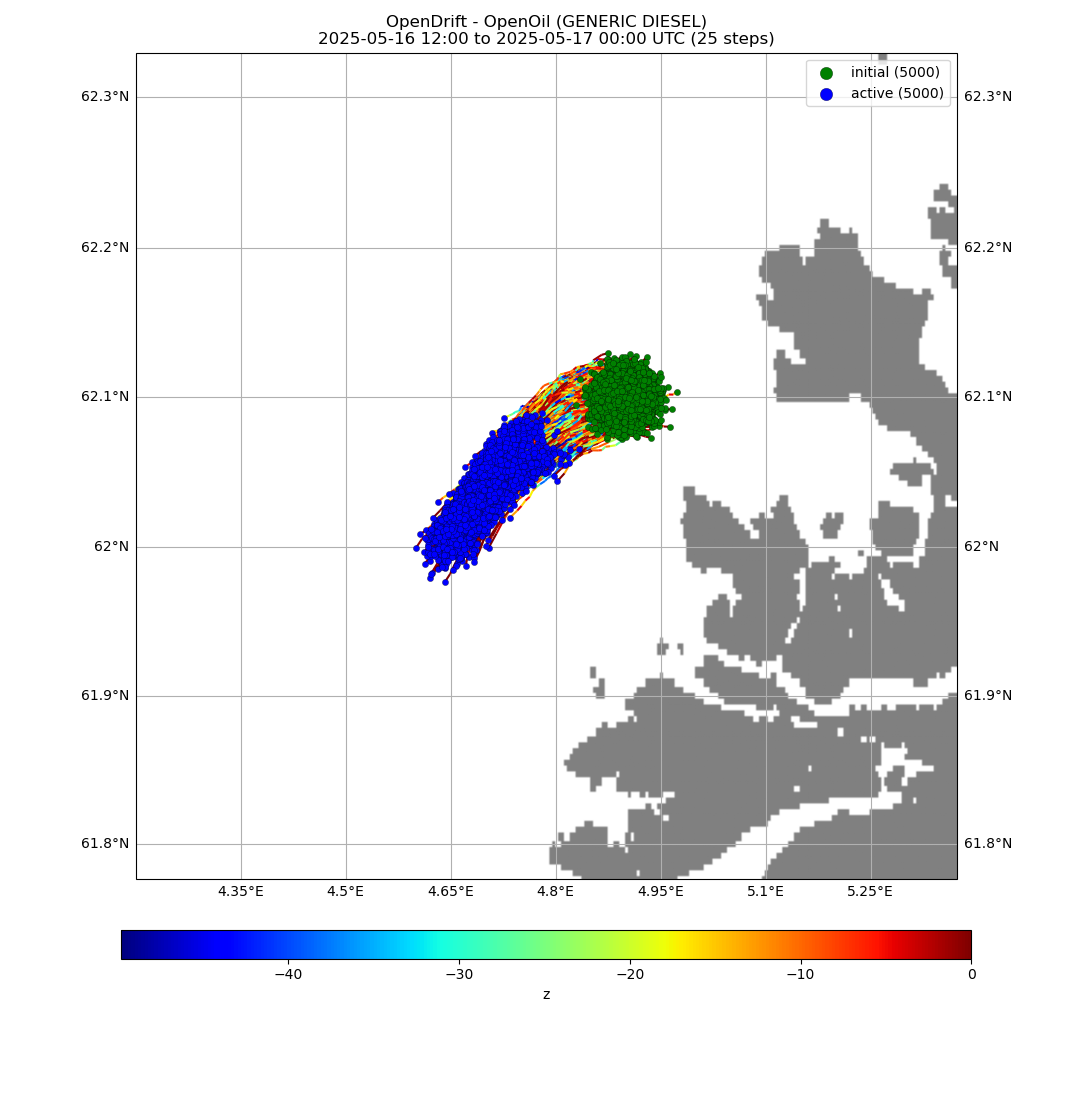 OpenDrift - OpenOil (GENERIC DIESEL)
2025-05-16 12:00 to 2025-05-17 00:00 UTC (25 steps)
initial (5000)
active (5000)
62.3°N 62.3°N
62.2°N 62.2°N
62.1°N 62.1°N
62°N 62°N
61.9°N 61.9°N
61.8°N 61.8°N
4.35°E 4.5°E 4.65°E 4.8°E 4.95°E 5.1°E 5.25°E
−40 −30 −20 −10 0
z